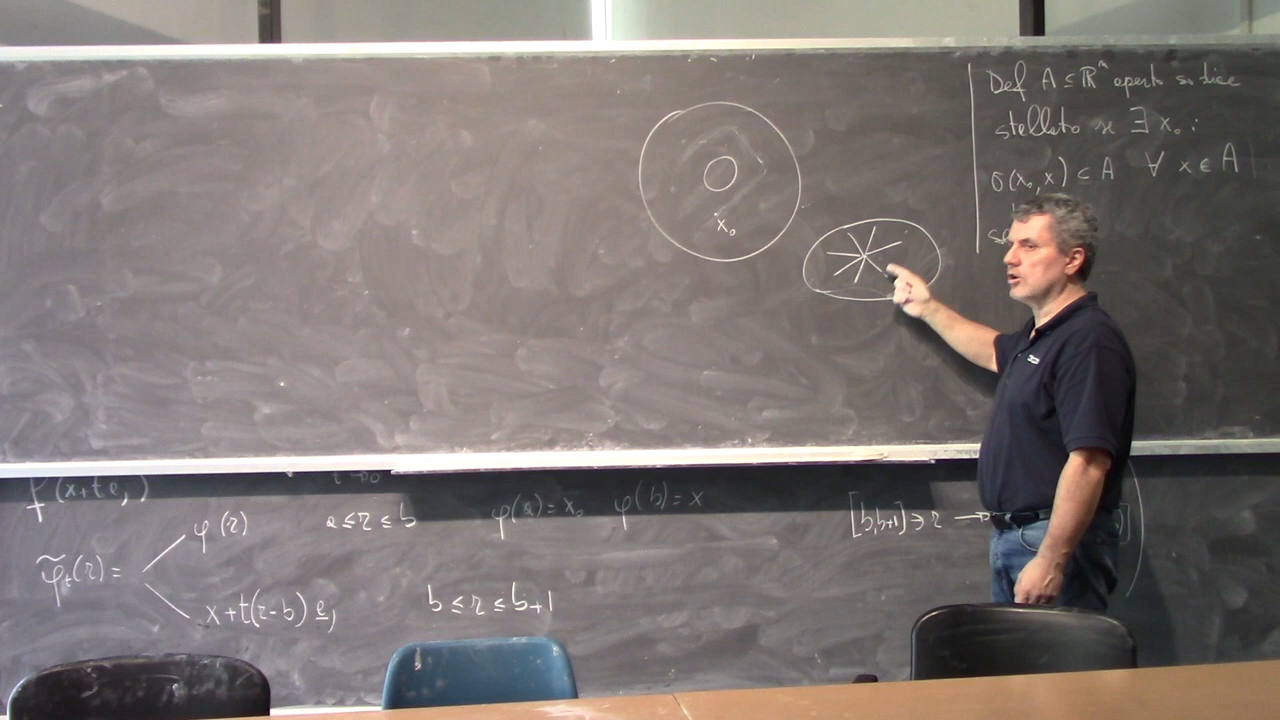 Def A ⊆ ℝⁿ aperto si dice
stellato se ∃ x₀ :
σ(x₀,x) ⊂ A ∀ x ∈ A
x₀
f(x+te₁)
φ(r) a ≤ r ≤ b φ(a) = x₀ φ(b) = x [b,b+1] ∋ r →
φ̃ₜ(r) =
x+t(r-b) e₁ b ≤ r ≤ b+1